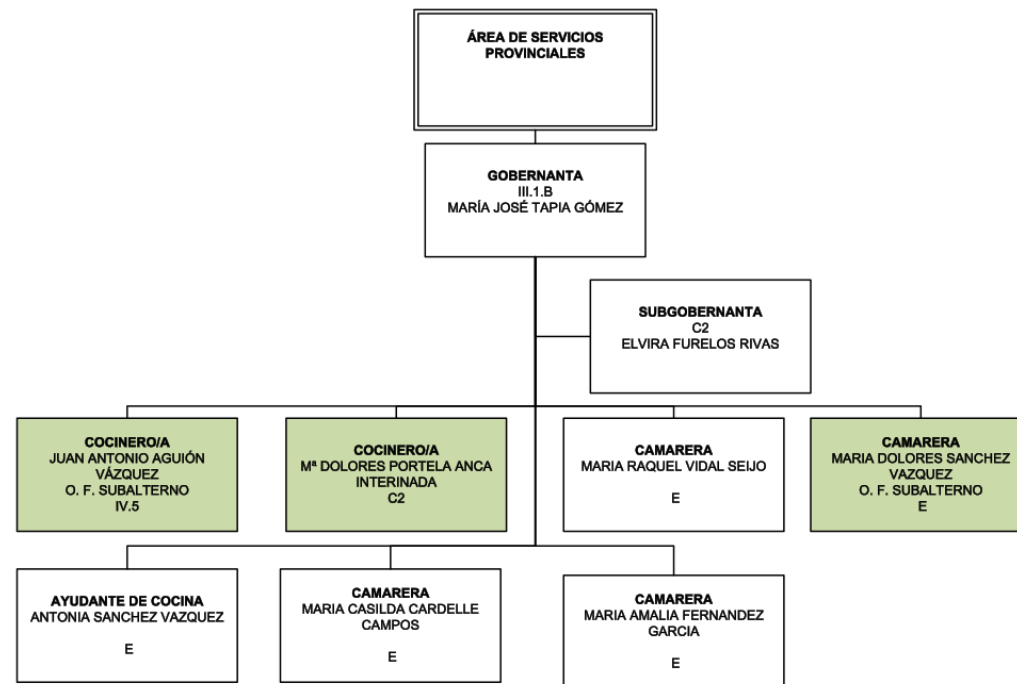 ÁREA DE SERVICIOS
PROVINCIALES
GOBERNANTA
III.1.B
MARÍA JOSÉ TAPIA GÓMEZ
SUBGOBERNANTA
C2
ELVIRA FURELOS RIVAS
COCINERO/A
JUAN ANTONIO AGUIÓN
VÁZQUEZ
O. F. SUBALTERNO
IV.5
COCINERO/A
Mª DOLORES PORTELA ANCA
INTERINADA
C2
CAMARERA
MARIA RAQUEL VIDAL SEIJO
E
CAMARERA
MARIA DOLORES SANCHEZ
VAZQUEZ
O. F. SUBALTERNO
E
AYUDANTE DE COCINA
ANTONIA SANCHEZ VAZQUEZ
E
CAMARERA
MARIA CASILDA CARDELLE
CAMPOS
E
CAMARERA
MARIA AMALIA FERNANDEZ
GARCIA
E